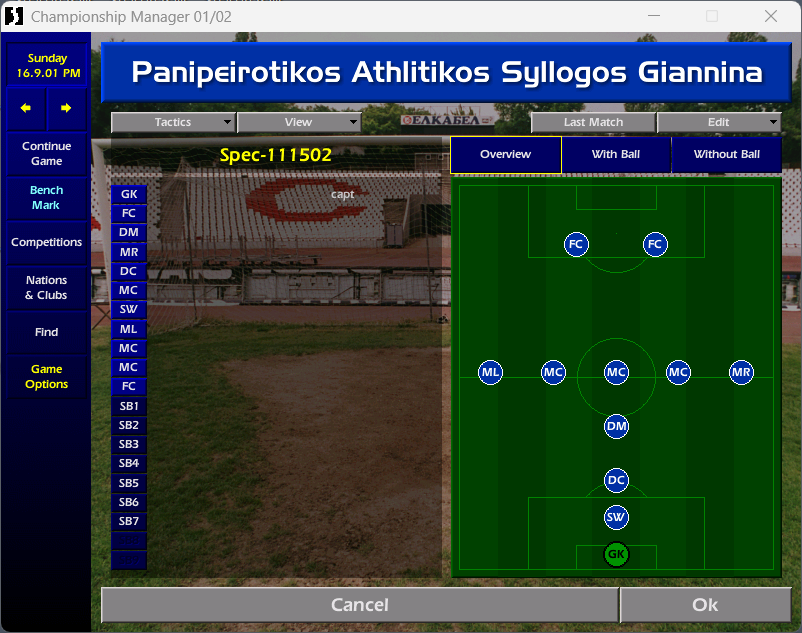 Championship Manager 01/02
Sunday
16.9.01 PM
Panipeirotikos Athlitikos Syllogos Giannina
Tactics
View
ΕΛΚΑΒΕΛ
Last Match
Edit
Continue
Game
Bench
Mark
Competitions
Nations
& Clubs
Find
Game
Options
Spec-111502
Overview
With Ball
Without Ball
GK
capt
FC
DM
MR
DC
MC
SW
ML
MC
MC
FC
SB1
SB2
SB3
SB4
SB5
SB6
SB7
FC FC
ML MC MC MC MR
DM
DC
SW
GK
Cancel
Ok